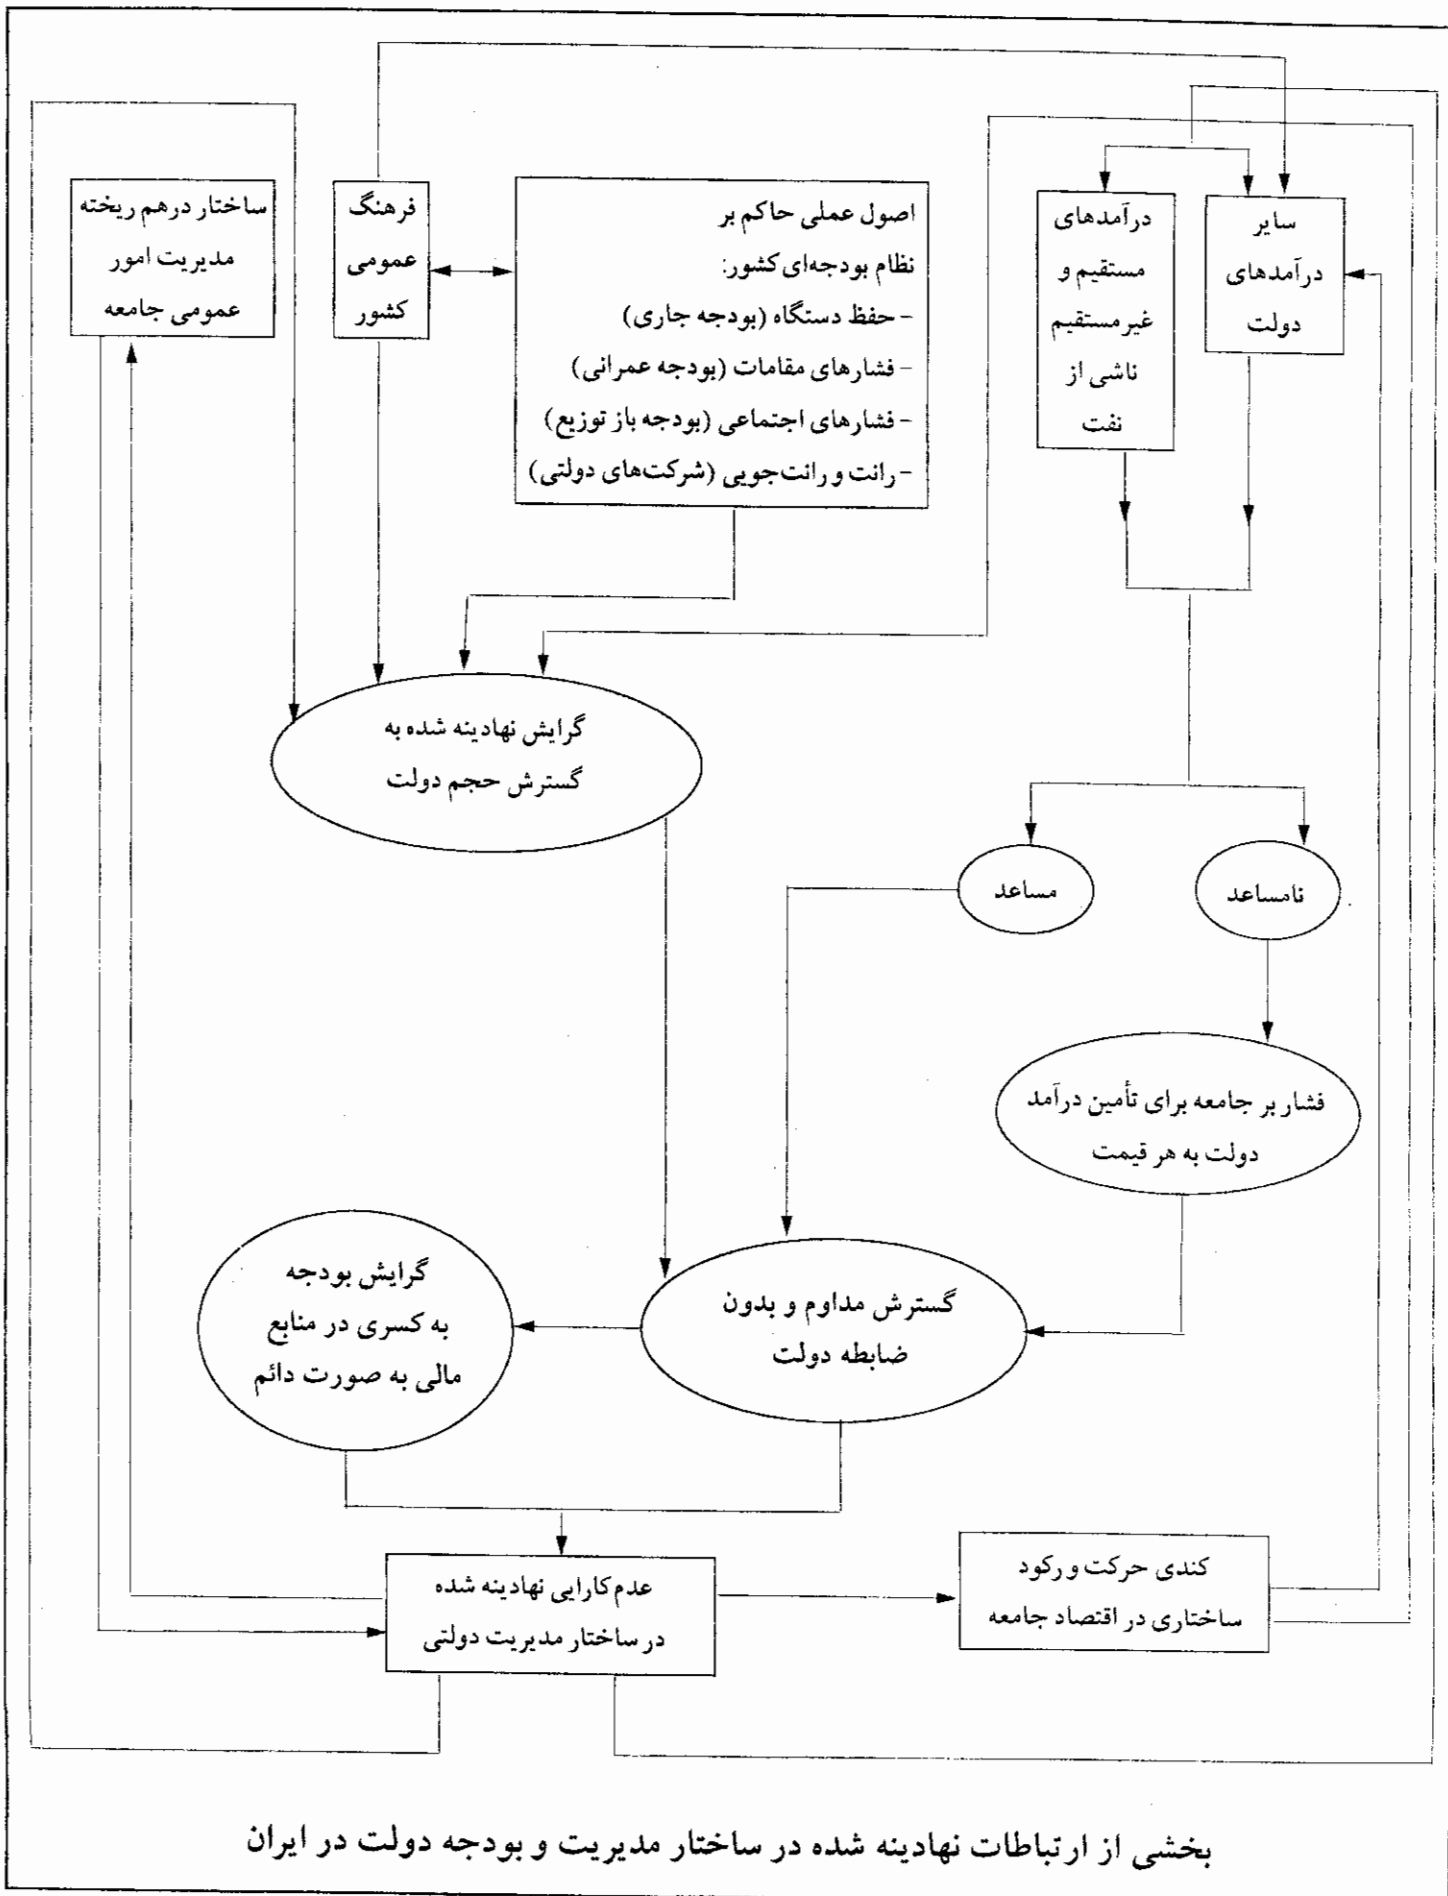 سایر
درآمدهای
دولت
درآمدهای
مستقیم و
غیرمستقیم
ناشی از
نفت
اصول عملی حاکم بر
نظام بودجه‌ای کشور:
- حفظ دستگاه (بودجه جاری)
- فشارهای مقامات (بودجه عمرانی)
- فشارهای اجتماعی (بودجه باز توزیع)
- رانت و رانت‌جویی (شرکت‌های دولتی)
فرهنگ
عمومی
کشور
ساختار درهم ریخته
مدیریت امور
عمومی جامعه
گرایش نهادینه شده به
گسترش حجم دولت
نامساعد
مساعد
فشار بر جامعه برای تأمین درآمد
دولت به هر قیمت
گسترش مداوم و بدون
ضابطه دولت
گرایش بودجه
به کسری در منابع
مالی به صورت دائم
کندی حرکت و رکود
ساختاری در اقتصاد جامعه
عدم کارایی نهادینه شده
در ساختار مدیریت دولتی
بخشی از ارتباطات نهادینه شده در ساختار مدیریت و بودجه دولت در ایران